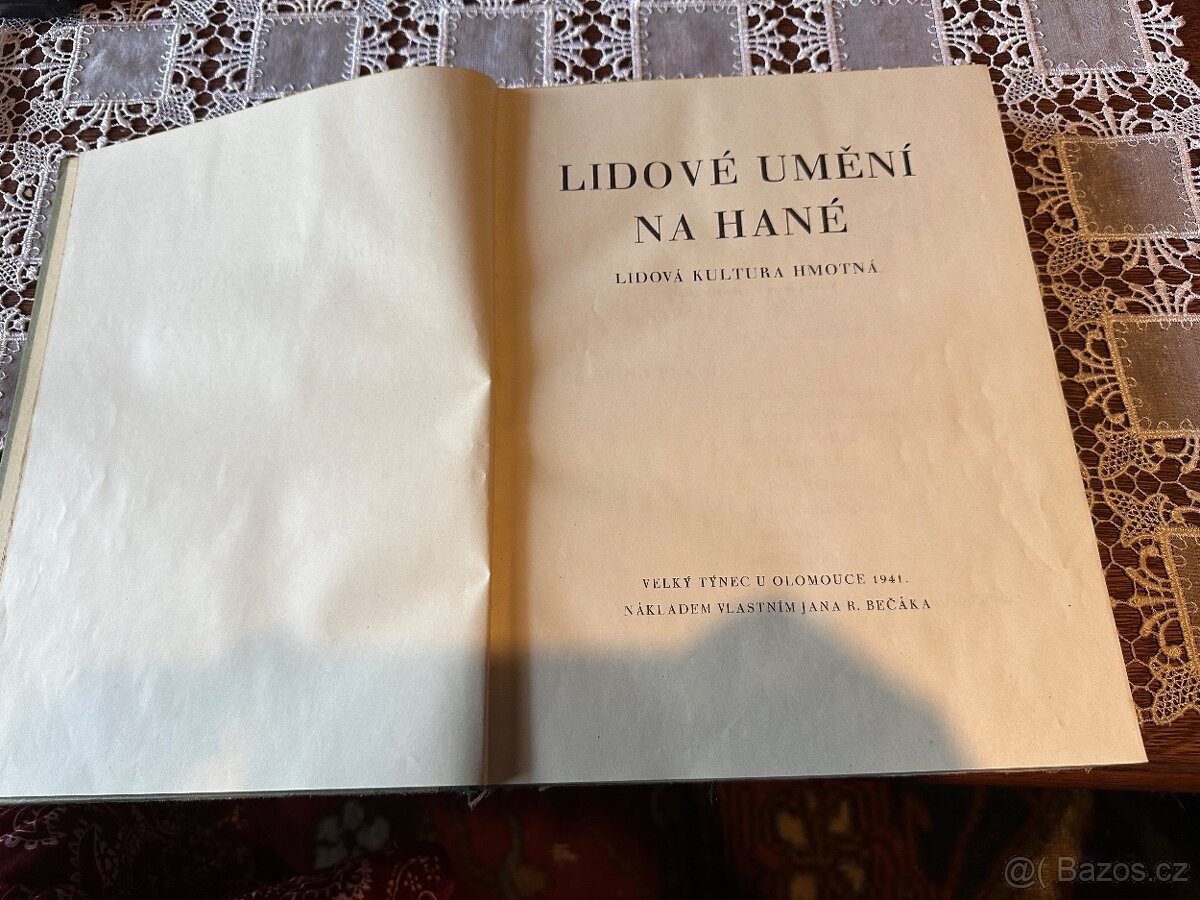 LIDOVÉ UMĚNÍ
NA HANÉ
LIDOVÁ KULTURA HMOTNÁ
VELKÝ TÝNEC U OLOMOUCE 1941.
NÁKLADEM VLASTNÍM JANA R. BEČÁKA
@( Bazos.cz